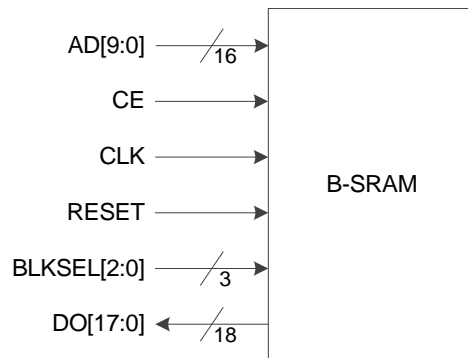 AD[9:0]
16
CE
CLK
B-SRAM
RESET
BLKSEL[2:0]
3
DO[17:0]
18